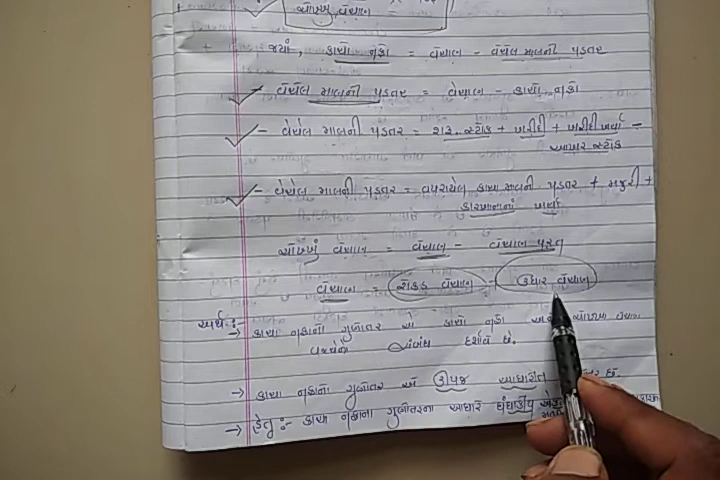 ચોખ્ખુ વેચાણ
જ્યાં, કાચો નફો = વેચાણ - વેચેલ માલની પડતર
વેચેલ માલની પડતર = વેચાણ - કાચો નફો
- વેચેલ માલની પડતર = શરૂ. સ્ટૉક + ખરીદી + ખરીદી ખર્ચા -
આખર સ્ટૉક
- વેચેલ માલની પડતર = વપરાયેલ કાચા માલની પડતર + મજુરી +
કારખાનાનાં ખર્ચા
ચોખ્ખું વેચાણ = વેચાણ - વેચાણ પરત
વેચાણ = રોકડ વેચાણ ઉધાર વેચાણ
અર્થ :-
→ કાચા નફાનો ગુણોત્તર એ કાચો નફો ચોખ્ખા વેચાણ
વચ્ચેનો સંબંધ દર્શાવે છે.
→ કાચા નફાનો ગુણોત્તર એ ઉપજ આધારીત છે.
→ હેતુ :- કાચા નફાના ગુણોત્તરના આધારે ધંધાકીય